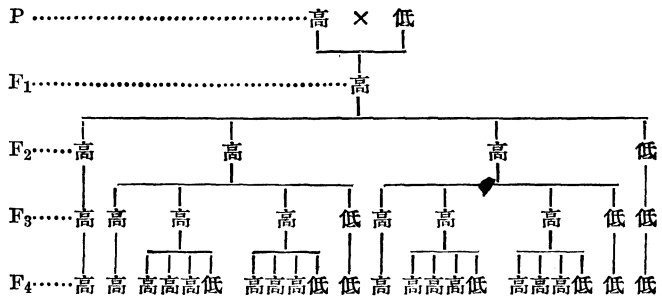 P……………………高 × 低
F₁……………………高
F₂……高 高 高 低
F₃……高 高 高 高 低 高 高 高 低 低
F₄……高 高 高高高低 高高高低 低 高 高高高低 高高高低 低 低